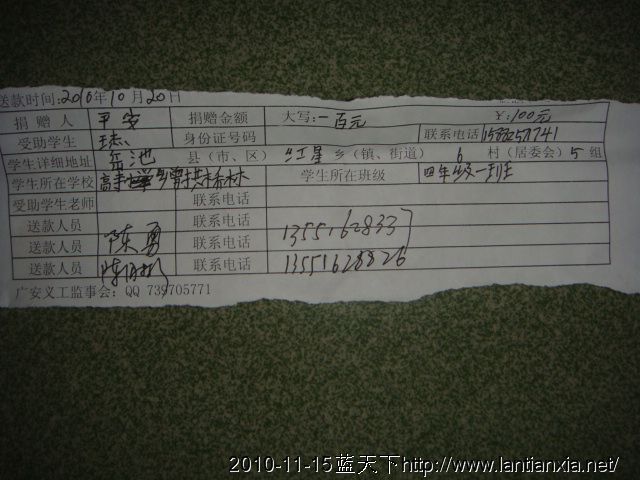 送款时间:2010年10月20日
捐赠人 平安 捐赠金额 大写:一百元 ¥:100元
受助学生 身份证号码 联系电话
学生详细地址 岳池 县（市、区） 红星 乡（镇、街道） 6 村（居委会）5 组
学生所在学校 学生所在班级 四年级一班
受助学生老师 联系电话
送款人员 联系电话 1355162833
送款人员 陈勇 联系电话
送款人员 联系电话 13551628826
广安义工监事会：QQ 739705771
2010-11-15蓝天下http://www.lantianxia.net/